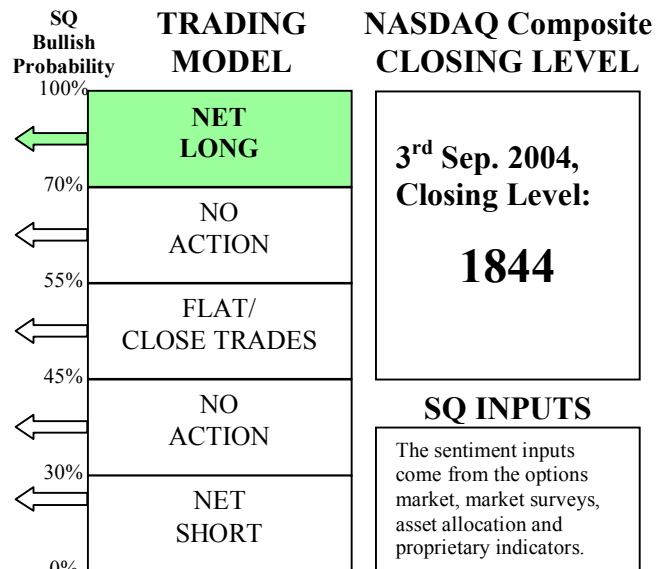 SQ
Bullish
Probability
TRADING
MODEL
100%
NET
LONG
70%
NO
ACTION
55%
FLAT/
CLOSE TRADES
45%
NO
ACTION
30%
NET
SHORT
0%
NASDAQ Composite
CLOSING LEVEL
3rd Sep. 2004,
Closing Level:
1844
SQ INPUTS
The sentiment inputs
come from the options
market, market surveys,
asset allocation and
proprietary indicators.